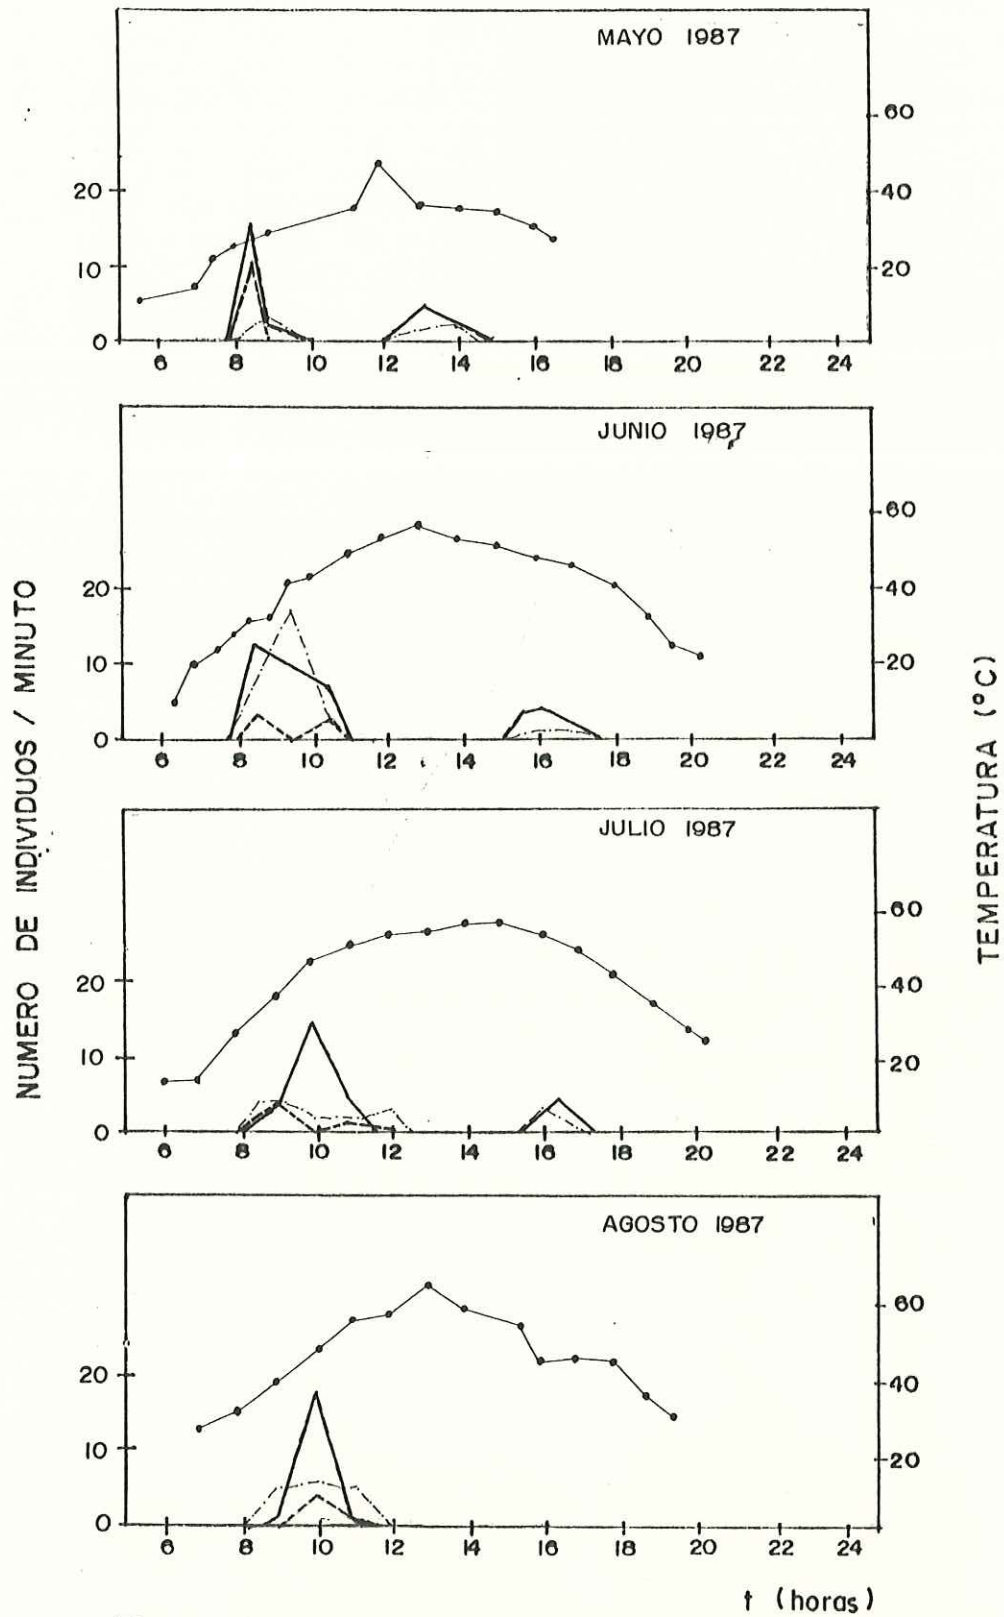 MAYO 1987
60
20
40
10
20
0
6 8 10 12 14 16 18 20 22 24
JUNIO 1987
60
20
40
10
20
0
6 8 10 12 14 16 18 20 22 24
NUMERO DE INDIVIDUOS / MINUTO
TEMPERATURA (°C)
JULIO 1987
60
20
40
10
20
0
6 8 10 12 14 16 18 20 22 24
AGOSTO 1987
60
20
40
10
20
0
6 8 10 12 14 16 18 20 22 24
t (horas)